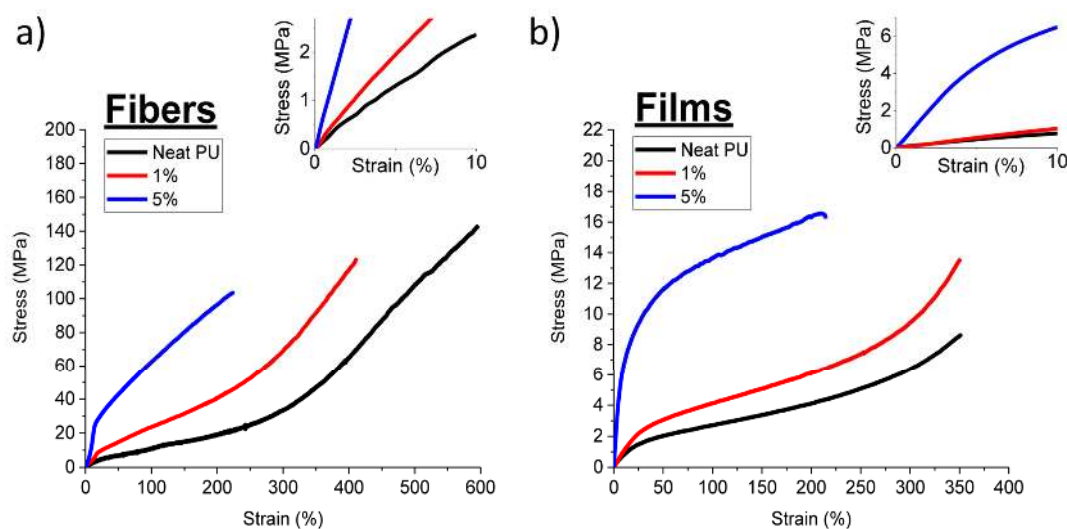 a)
Fibers
Neat PU
1%
5%
Stress (MPa)
200
180
160
140
120
100
80
60
40
20
0
0 100 200 300 400 500 600
Strain (%)
Stress (MPa)
2
1
0
0 10
Strain (%)
b)
Films
Neat PU
1%
5%
Stress (MPa)
22
20
18
16
14
12
10
8
6
4
2
0
0 50 100 150 200 250 300 350 400
Strain (%)
Stress (MPa)
6
4
2
0
0 10
Strain (%)